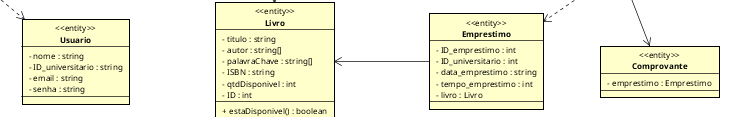 <<entity>>
Usuario
- nome : string
- ID_universitario : string
- email : string
- senha : string
<<entity>>
Livro
- titulo : string
- autor : string[]
- palavraChave : string[]
- ISBN : string
- qtdDisponivel : int
- ID : int
+ estaDisponivel() : boolean
<<entity>>
Emprestimo
- ID_emprestimo : int
- ID_universitario : int
- data_emprestimo : string
- tempo_emprestimo : int
- livro : Livro
<<entity>>
Comprovante
- emprestimo : Emprestimo